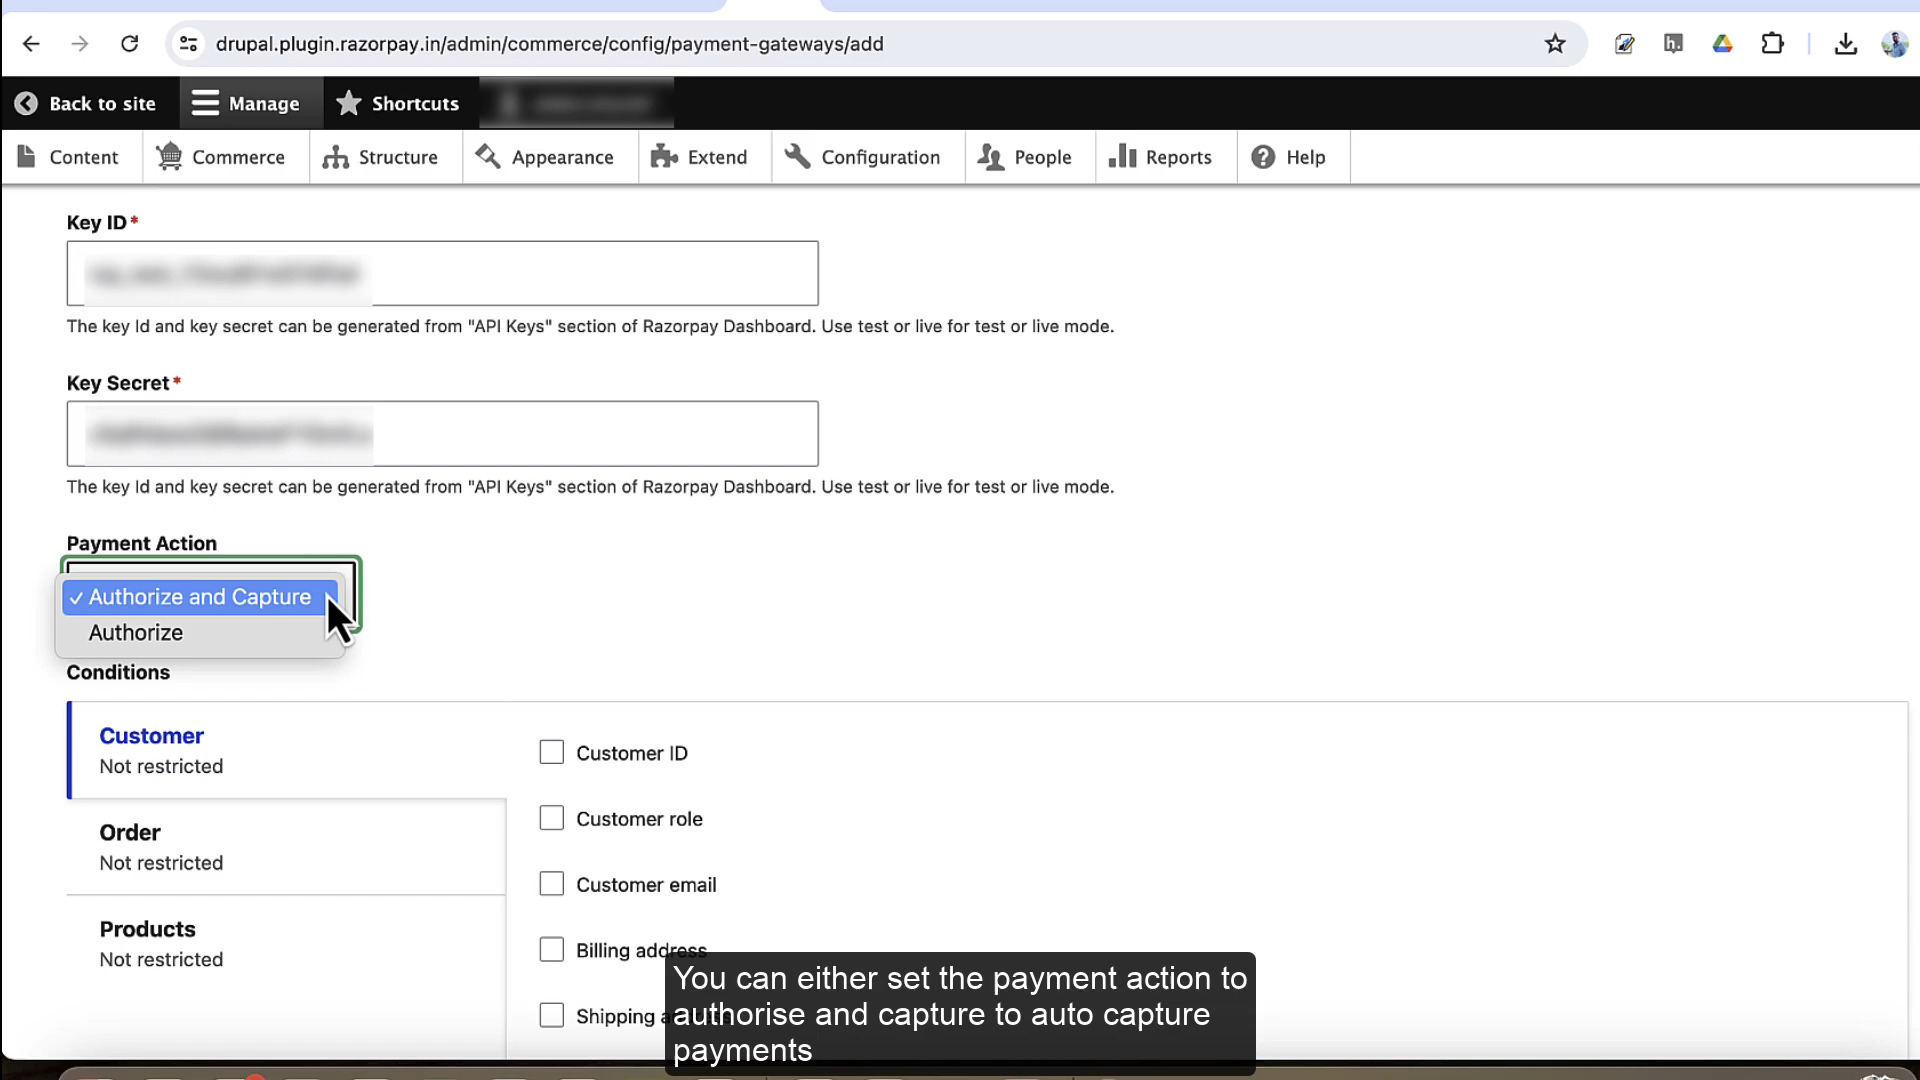 drupal.plugin.razorpay.in/admin/commerce/config/payment-gateways/add
h.
Back to site
Manage
Shortcuts
Content
Commerce
Structure
Appearance
Extend
Configuration
People
Reports
Help
Key ID*
The key Id and key secret can be generated from "API Keys" section of Razorpay Dashboard. Use test or live for test or live mode.
Key Secret*
The key Id and key secret can be generated from "API Keys" section of Razorpay Dashboard. Use test or live for test or live mode.
Payment Action
✓ Authorize and Capture
Authorize
Conditions
Customer
Not restricted
Order
Not restricted
Products
Not restricted
Customer ID
Customer role
Customer email
Billing address
Shipping
You can either set the payment action to
authorise and capture to auto capture
payments